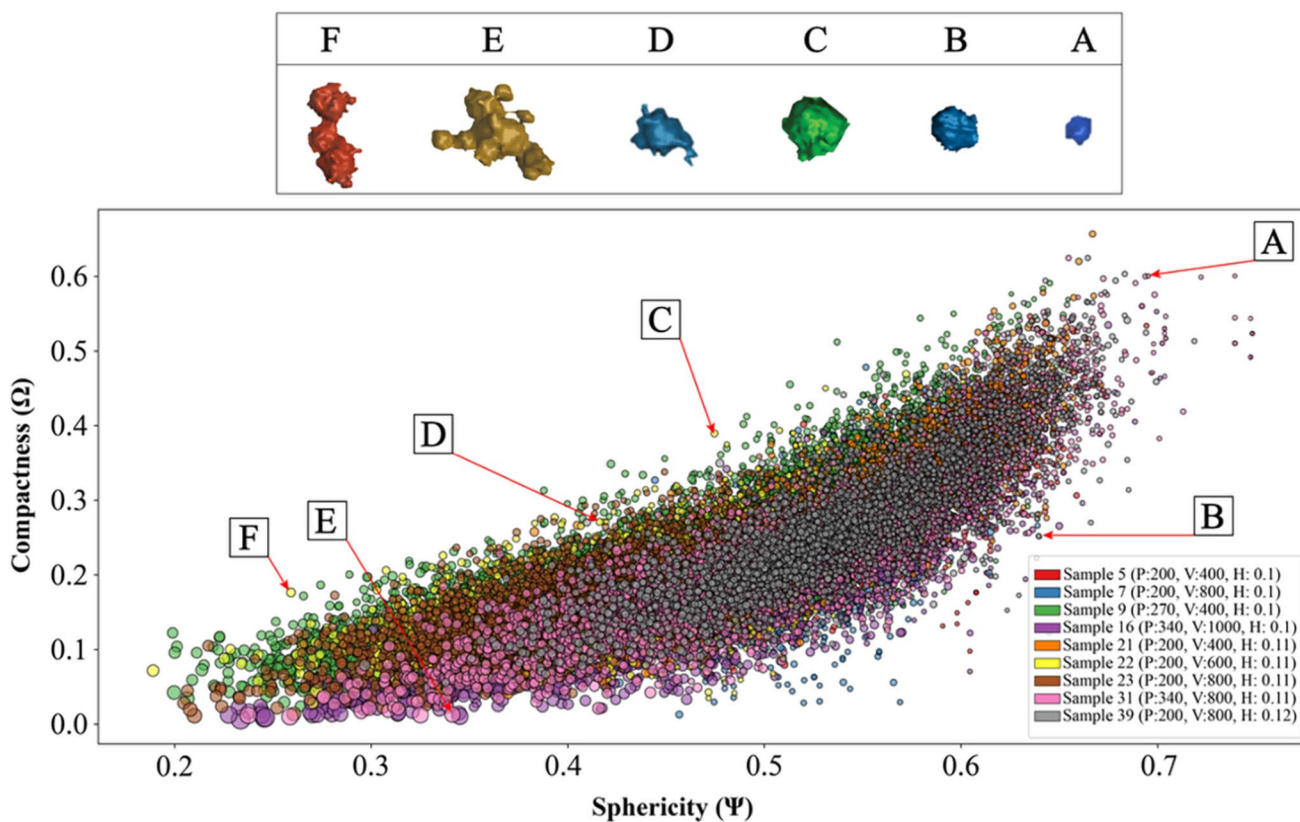 F E D C B A
A
C
D
E
F
B
Compactness (Ω)
0.6
0.5
0.4
0.3
0.2
0.1
0.0
Sample 5 (P:200, V:400, H: 0.1)
Sample 7 (P:200, V:800, H: 0.1)
Sample 9 (P:270, V:400, H: 0.1)
Sample 16 (P:340, V:1000, H: 0.1)
Sample 21 (P:200, V:400, H: 0.11)
Sample 22 (P:200, V:600, H: 0.11)
Sample 23 (P:200, V:800, H: 0.11)
Sample 31 (P:340, V:800, H: 0.11)
Sample 39 (P:200, V:800, H: 0.12)
0.2 0.3 0.4 0.5 0.6 0.7
Sphericity (Ψ)